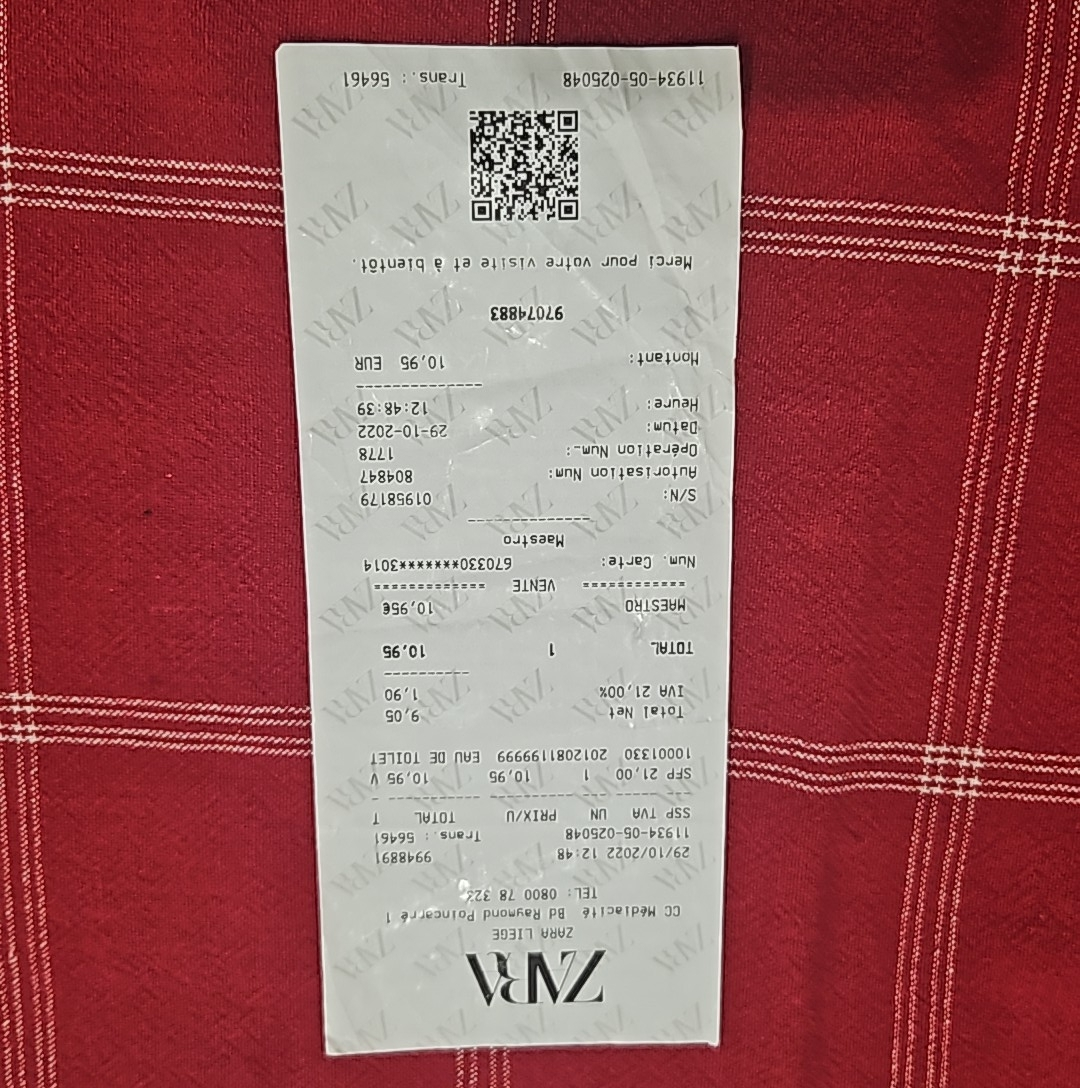 ZARA
ZARA LIEGE
CC Médiacité Bd Raymond Poincarré 1
TEL: 0800 78 323
29/10/2022 12:48 9948891
11934-05-025048 Trans.: 56461
SSP TVA UN PRIX/U TOTAL T
SFP 21,00 1 10,95 10,95 V
10001330 2012081199999 EAU DE TOILET
Total Net 9,05
IVA 21,00% 1,90
TOTAL 1 10,95
MAESTRO 10,95€
============ VENTE ============
Num. Carte: 670330*********3014
Maestro
S/N: 01958179
Autorisation Num: 804847
Opération Num.: 1778
Datum: 29-10-2022
Heure: 12:48:39
Montant: 10,95 EUR
97074883
Merci pour votre visite et à bientôt.
11934-05-025048 Trans.: 56461